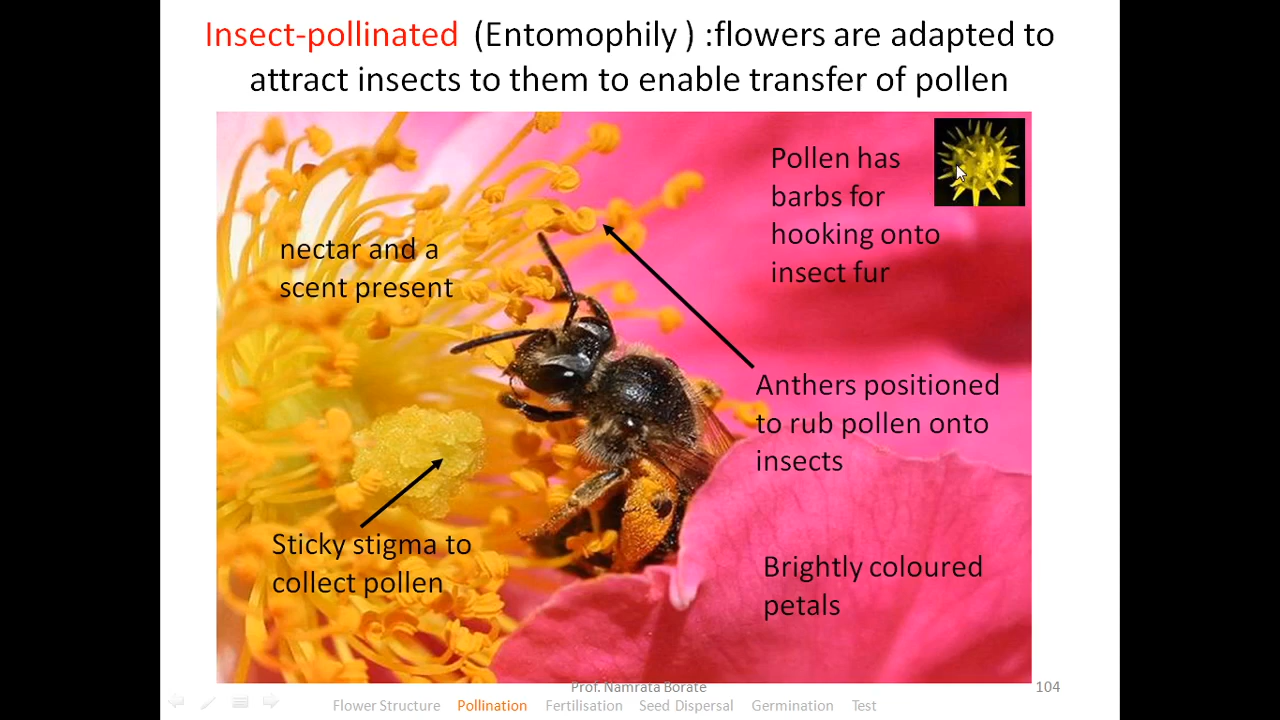 Insect-pollinated (Entomophily ) :flowers are adapted to
attract insects to them to enable transfer of pollen
Pollen has
barbs for
hooking onto
insect fur
nectar and a
scent present
Anthers positioned
to rub pollen onto
insects
Sticky stigma to
collect pollen
Brightly coloured
petals
Prof. Namrata Borate
104
Flower Structure Pollination Fertilisation Seed Dispersal Germination Test